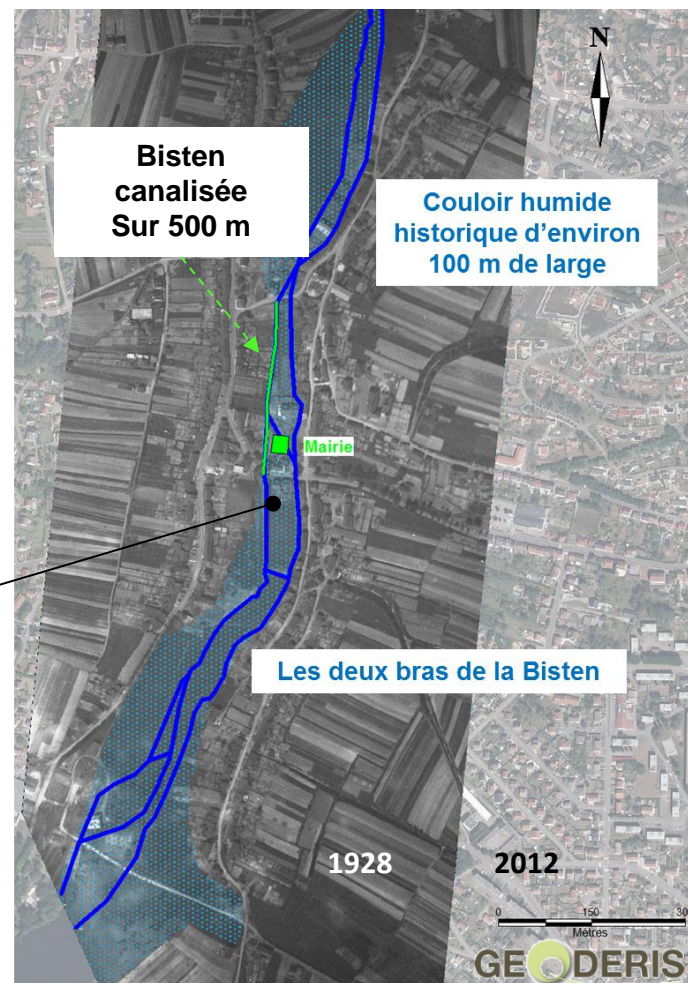 N
Bisten
canalisée
Sur 500 m
Couloir humide
historique d’environ
100 m de large
Mairie
Les deux bras de la Bisten
1928
2012
0 150 30
Mètres
GEODERIS